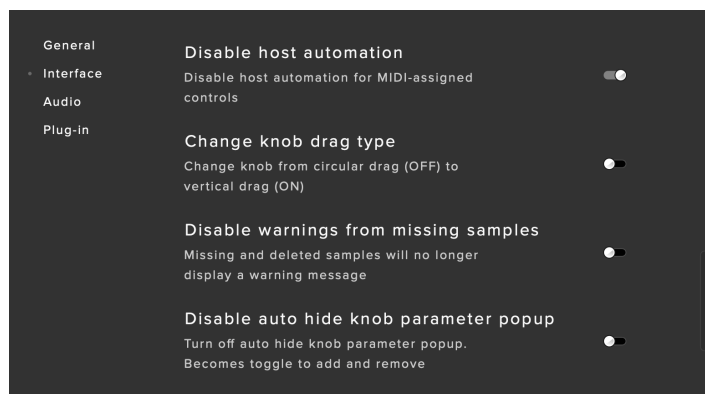 General
Interface
Audio
Plug-in
Disable host automation
Disable host automation for MIDI-assigned
controls
Change knob drag type
Change knob from circular drag (OFF) to
vertical drag (ON)
Disable warnings from missing samples
Missing and deleted samples will no longer
display a warning message
Disable auto hide knob parameter popup
Turn off auto hide knob parameter popup.
Becomes toggle to add and remove